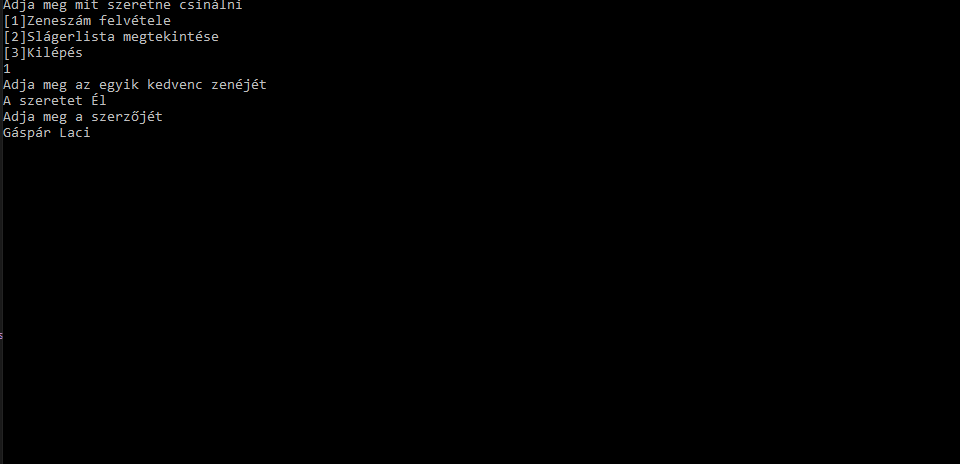 Adja meg mit szeretne csinálni
[1]Zeneszám felvétele
[2]Slágerlista megtekintése
[3]Kilépés
1
Adja meg az egyik kedvenc zenéjét
A szeretet Él
Adja meg a szerzőjét
Gáspár Laci
s